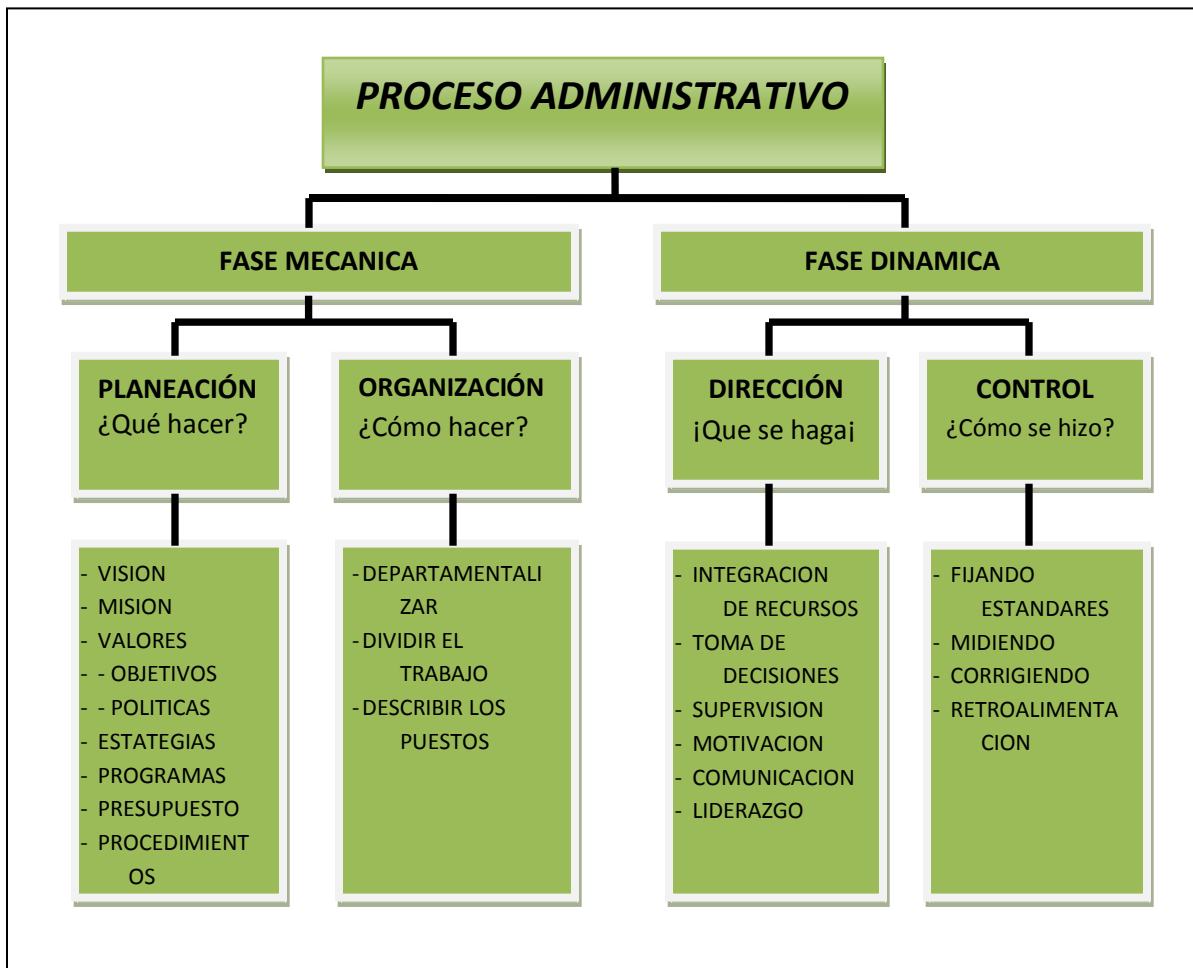 PROCESO ADMINISTRATIVO
FASE MECANICA
FASE DINAMICA
PLANEACIÓN
¿Qué hacer?
ORGANIZACIÓN
¿Cómo hacer?
DIRECCIÓN
¡Que se haga¡
CONTROL
¿Cómo se hizo?
- VISION
- MISION
- VALORES
- - OBJETIVOS
- - POLITICAS
- ESTATEGIAS
- PROGRAMAS
- PRESUPUESTO
- PROCEDIMIENT
OS
-DEPARTAMENTALI
ZAR
-DIVIDIR EL
TRABAJO
-DESCRIBIR LOS
PUESTOS
- INTEGRACION
DE RECURSOS
- TOMA DE
DECISIONES
- SUPERVISION
- MOTIVACION
- COMUNICACION
- LIDERAZGO
- FIJANDO
ESTANDARES
- MIDIENDO
- CORRIGIENDO
- RETROALIMENTA
CION